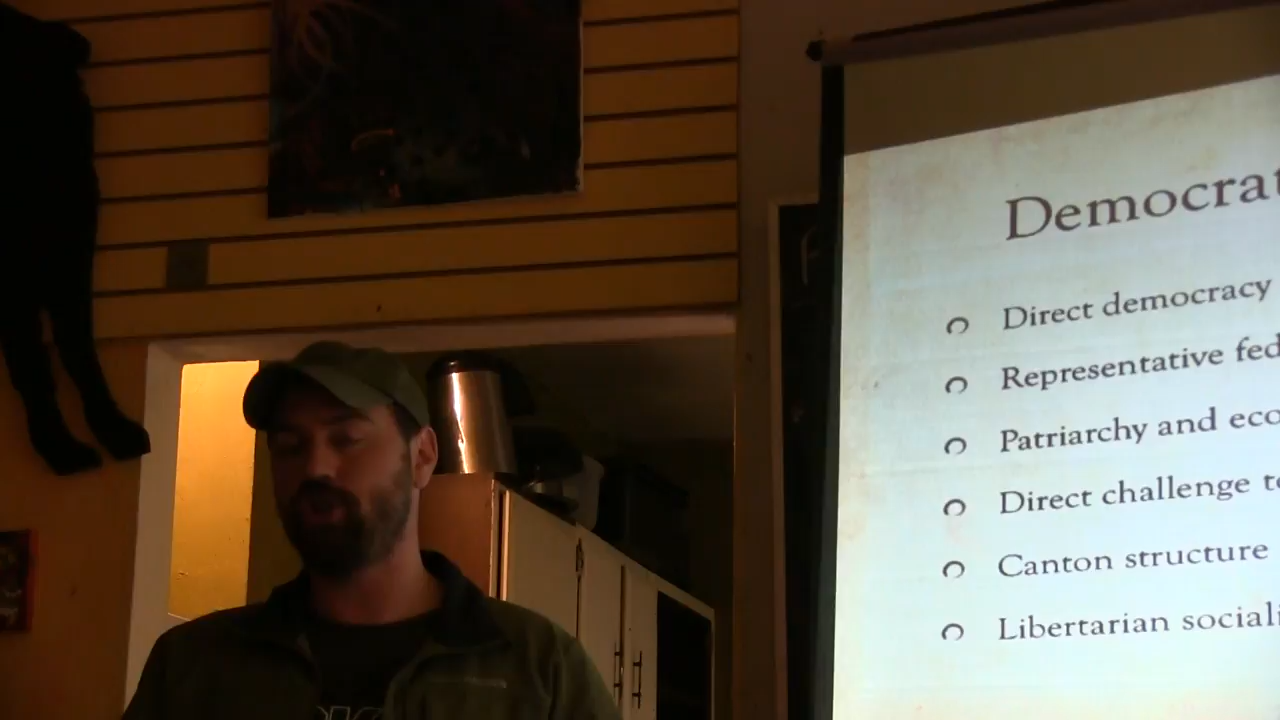 Democrat
Direct democracy
Representative fed
Patriarchy and eco
Direct challenge to
Canton structure
Libertarian sociali